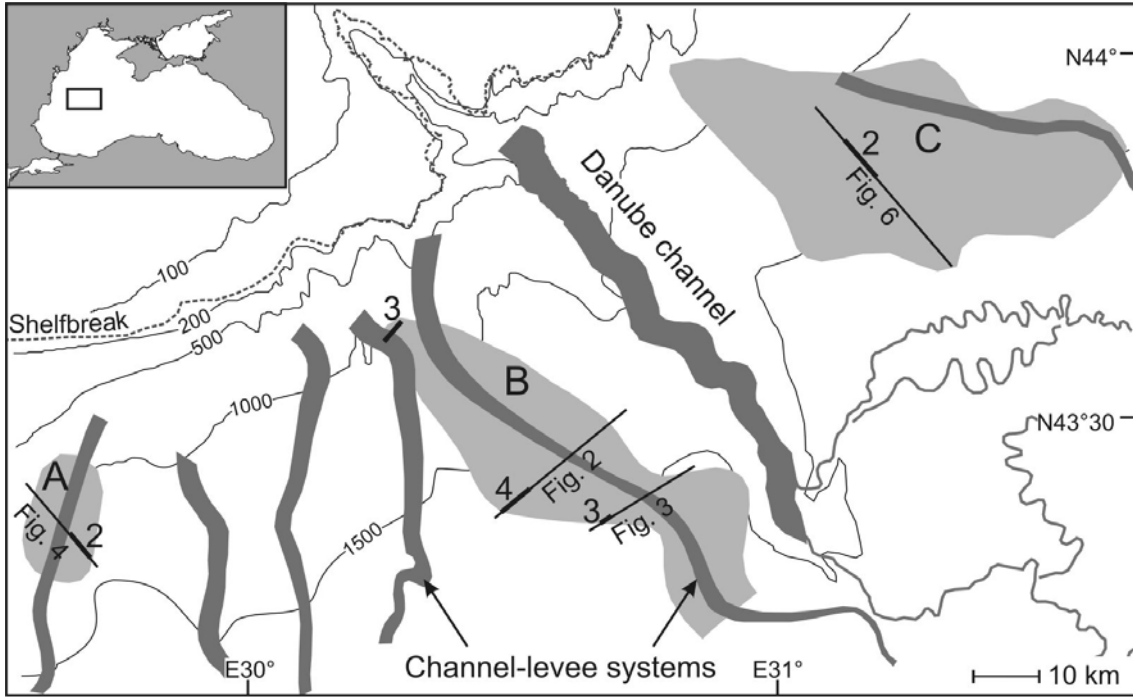 N44°
C
2
Fig. 6
Danube channel
100
Shelfbreak
200
500
3
B
1000
N43°30
A
2
Fig. 4
4
Fig. 2
3
Fig. 3
1500
E30°
Channel-levee systems
E31°
10 km